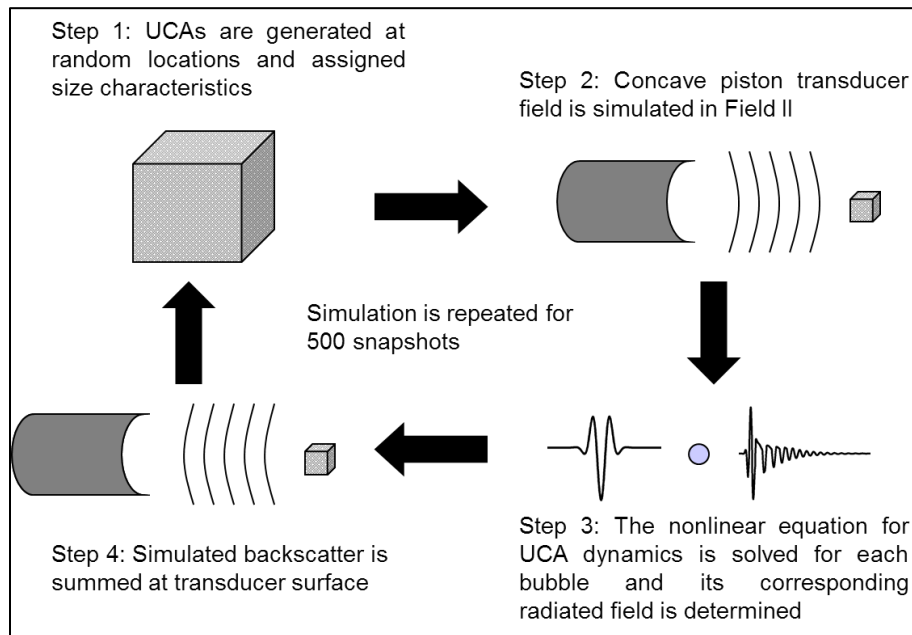 Step 1: UCAs are generated at
random locations and assigned
size characteristics
Step 2: Concave piston transducer
field is simulated in Field II
Simulation is repeated for
500 snapshots
Step 3: The nonlinear equation for
UCA dynamics is solved for each
bubble and its corresponding
radiated field is determined
Step 4: Simulated backscatter is
summed at transducer surface